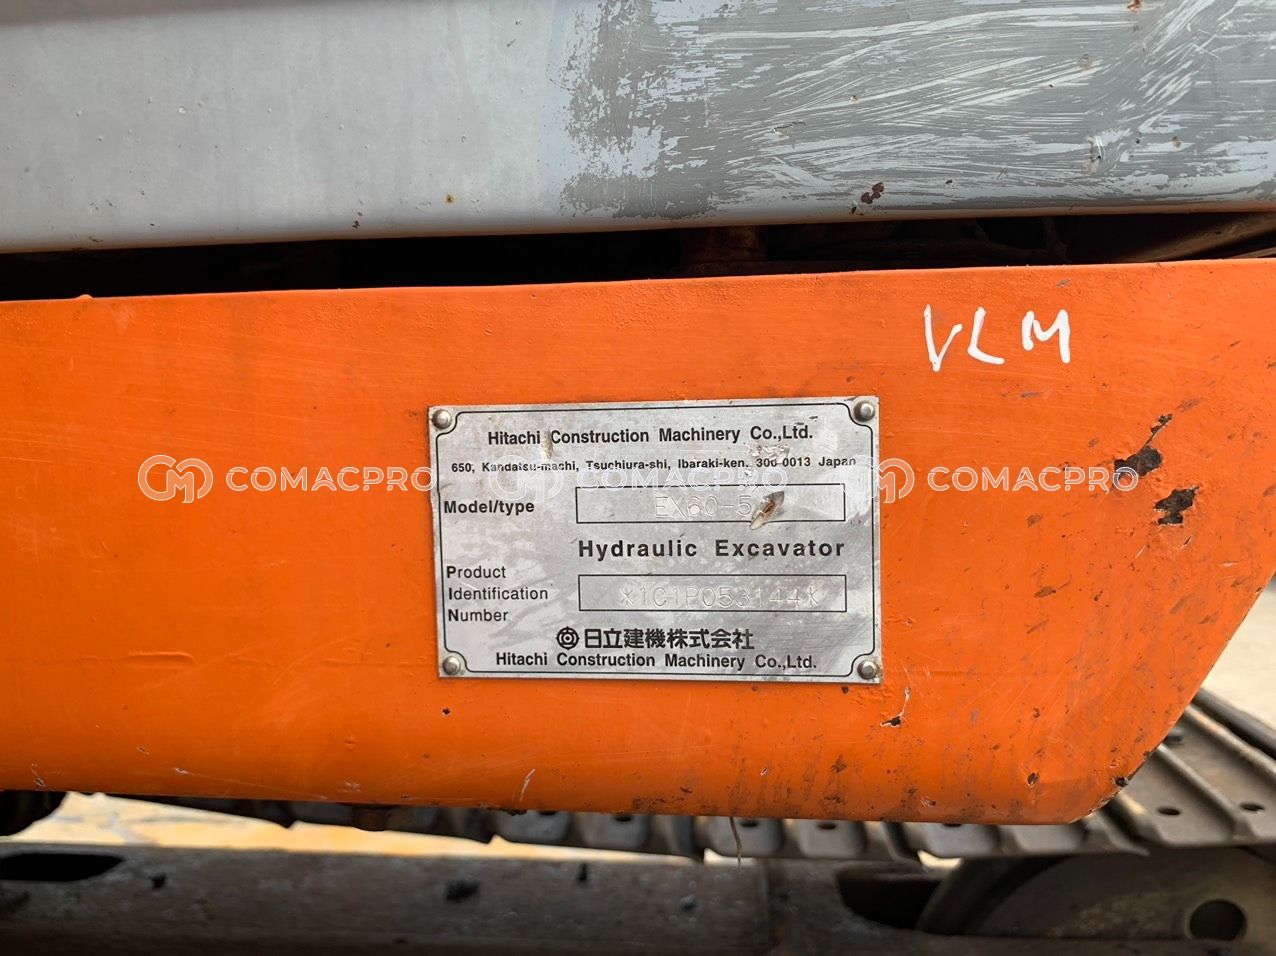 VLM
Hitachi Construction Machinery Co.,Ltd.
650, Kandatsu-machi, Tsuchiura-shi, Ibaraki-ken. 300-0013 Japan
COMACPRO COMACPRO COMACPRO
Model/type EX60-5
Hydraulic Excavator
Product
Identification
Number
*1C1P053144*
日立建機株式会社
Hitachi Construction Machinery Co.,Ltd.